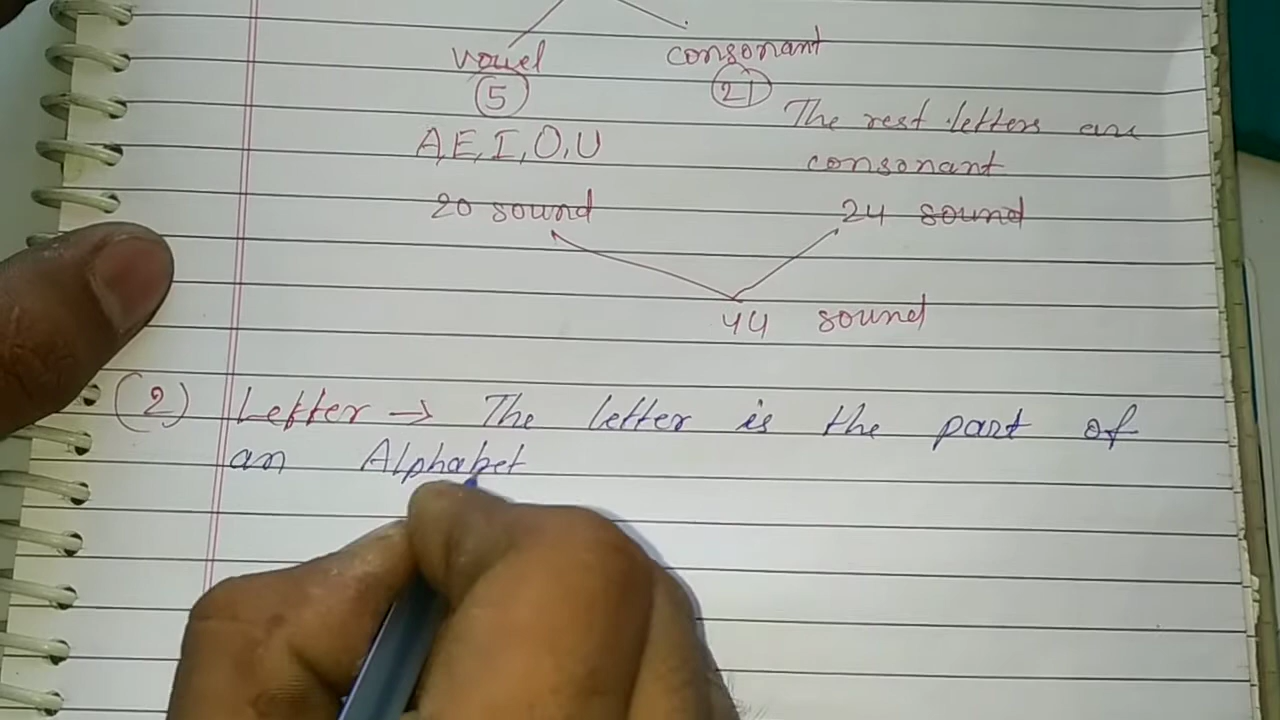 vowel consonant
5 21
The rest letters are
A, E, I, O, U
consonant
20 sound 24 sound
44 sound
(2) Letter → The letter is the part of
an Alphabet